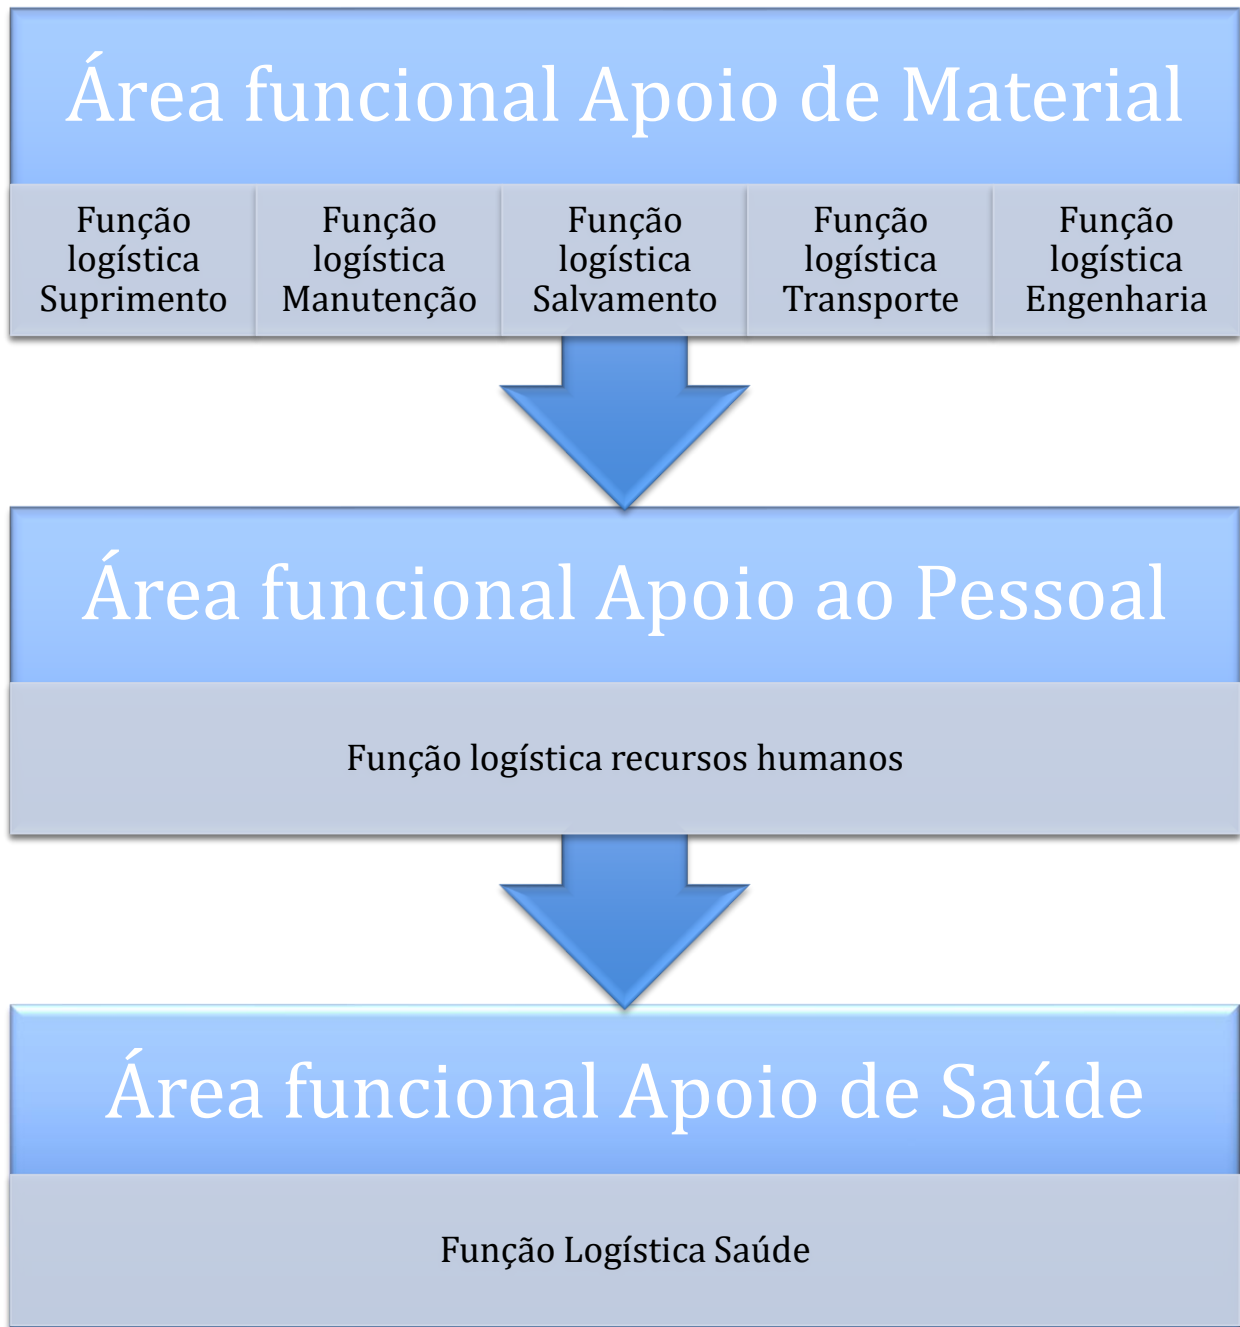 Área funcional Apoio de Material
Função
logística
Suprimento
Função
logística
Manutenção
Função
logística
Salvamento
Função
logística
Transporte
Função
logística
Engenharia
Área funcional Apoio ao Pessoal
Função logística recursos humanos
Área funcional Apoio de Saúde
Função Logística Saúde